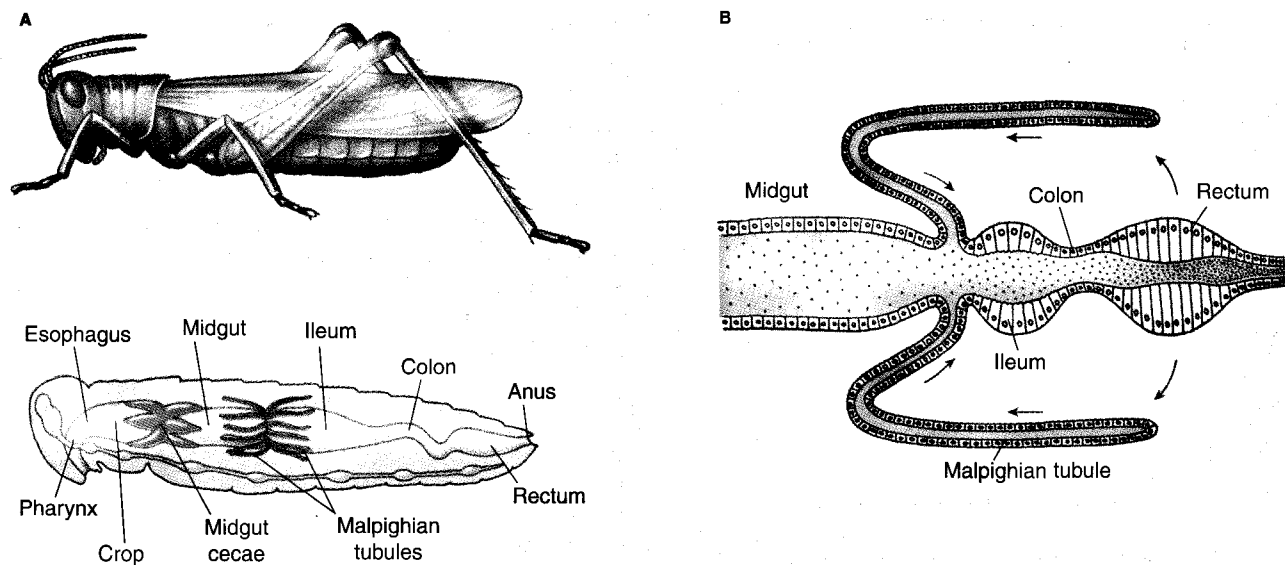 A
B
Midgut
Colon
Rectum
Ileum
Malpighian tubule
Esophagus
Midgut
Ileum
Colon
Anus
Pharynx
Crop
Midgut
cecae
Malpighian
tubules
Rectum